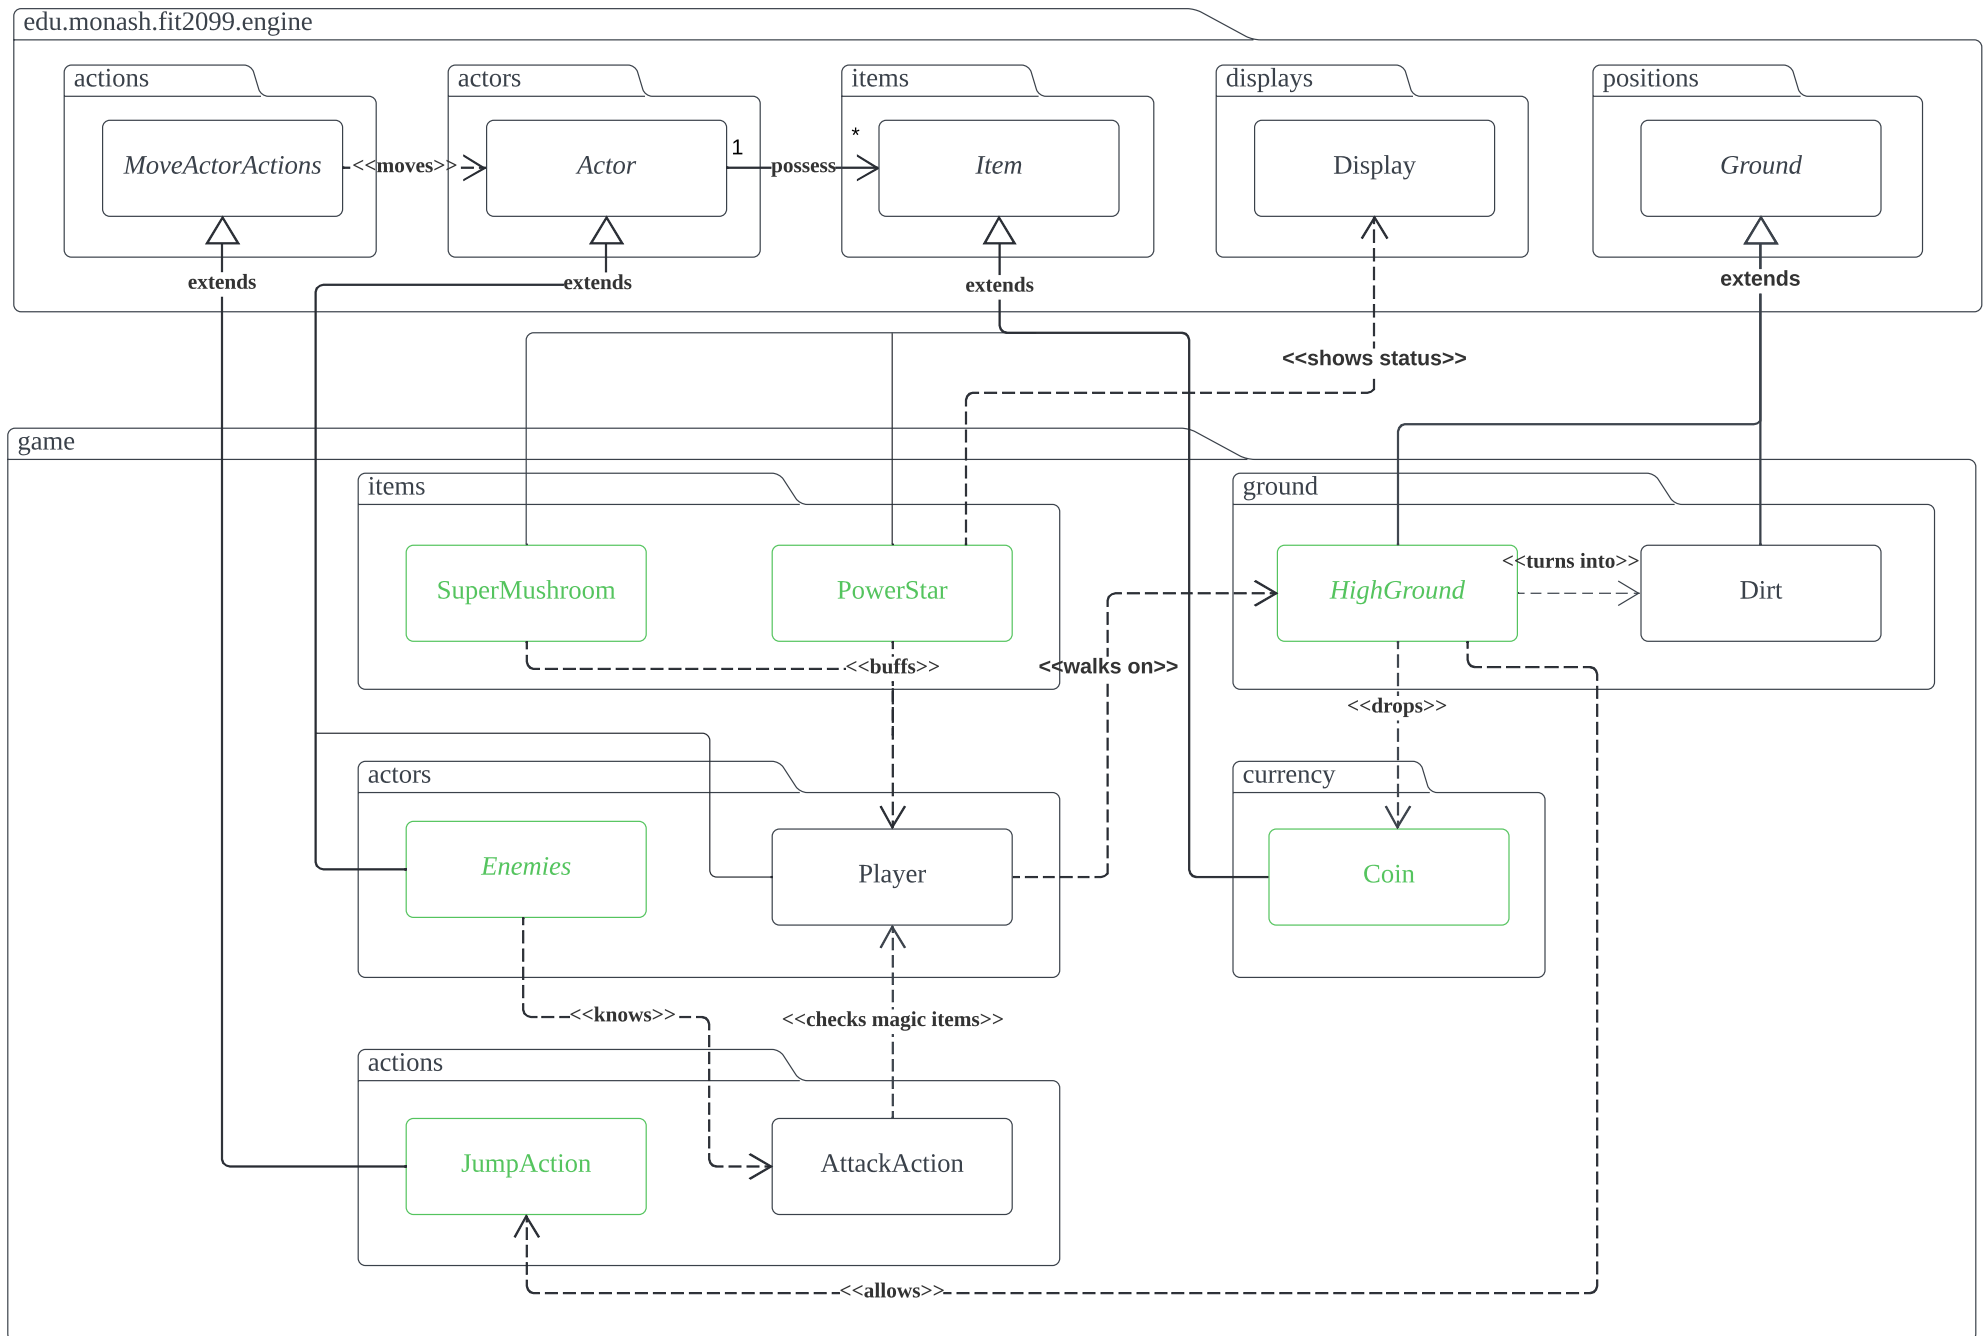 edu.monash.fit2099.engine
actions
actors
items
displays
positions
MoveActorActions
<<moves>>
Actor
1
possess
*
Item
Display
Ground
extends
extends
extends
extends
<<shows status>>
game
items
ground
SuperMushroom
PowerStar
HighGround
<<turns into>>
Dirt
<<buffs>>
<<walks on>>
<<drops>>
actors
currency
Enemies
Player
Coin
<<knows>>
<<checks magic items>>
actions
JumpAction
AttackAction
<<allows>>